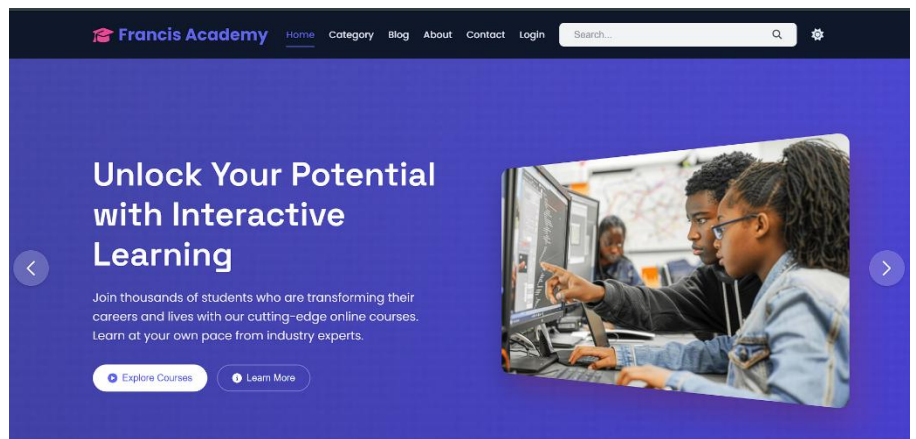 Francis Academy Home Category Blog About Contact Login Search...
Unlock Your Potential
with Interactive
Learning
Join thousands of students who are transforming their
careers and lives with our cutting-edge online courses.
Learn at your own pace from industry experts.
Explore Courses Learn More